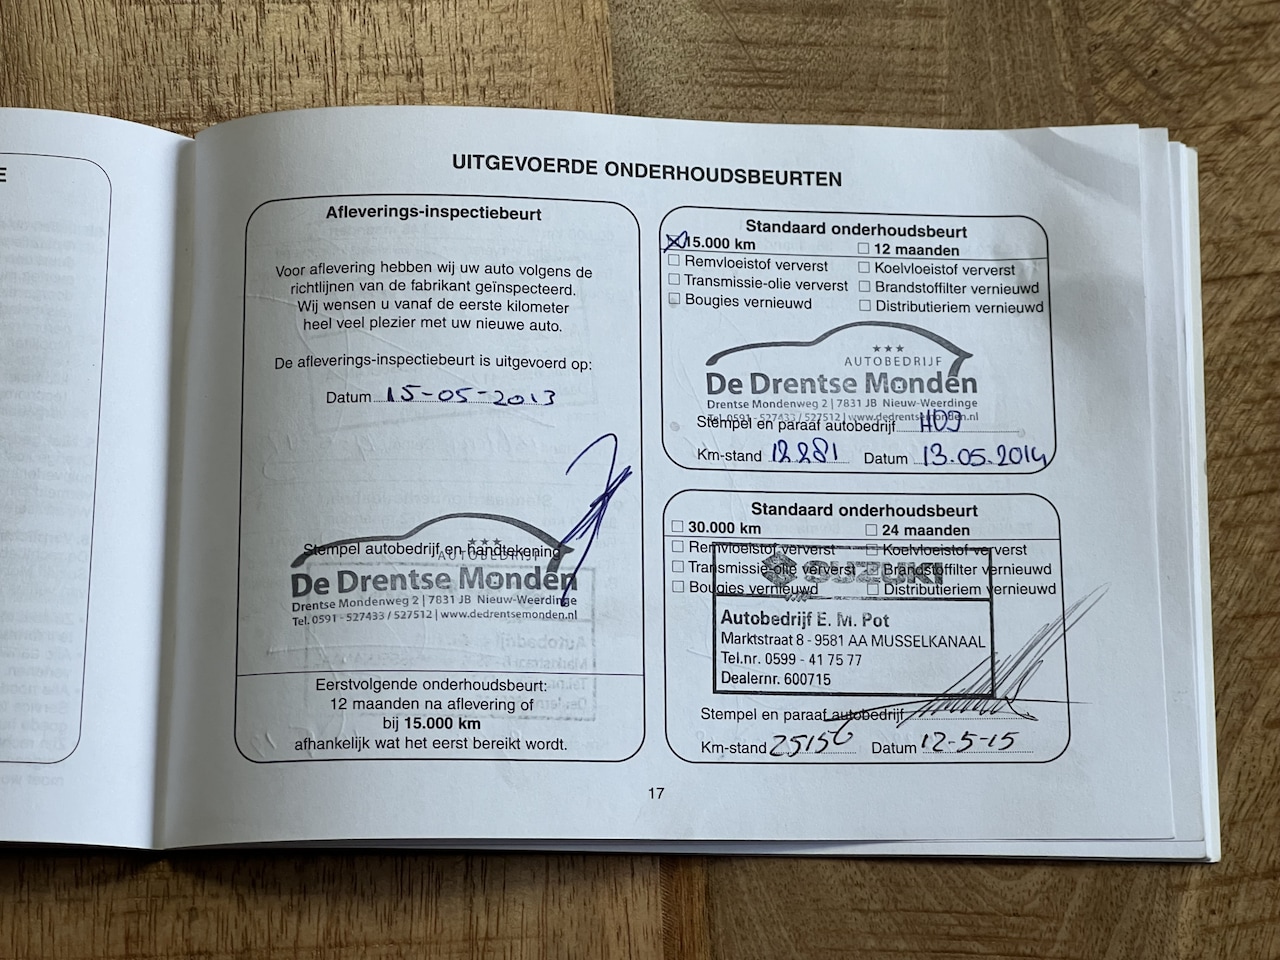 E
UITGEVOERDE ONDERHOUDSBEURTEN
Afleverings-inspectiebeurt
Voor aflevering hebben wij uw auto volgens de
richtlijnen van de fabrikant geïnspecteerd.
Wij wensen u vanaf de eerste kilometer
heel veel plezier met uw nieuwe auto.
De afleverings-inspectiebeurt is uitgevoerd op:
Datum 15-05-2013
Stempel autobedrijf en handtekening
AUTOBEDRIJF
De Drentse Monden
Drentse Mondenweg 2 | 7831 JB Nieuw-Weerdinge
Tel. 0591 - 527433 / 527512 | www.dedrentsemonden.nl
Eerstvolgende onderhoudsbeurt:
12 maanden na aflevering of
bij 15.000 km
afhankelijk wat het eerst bereikt wordt.
Standaard onderhoudsbeurt
15.000 km 12 maanden
Remvloeistof ververst Koelvloeistof ververst
Transmissie-olie ververst Brandstoffilter vernieuwd
Bougies vernieuwd Distributieriem vernieuwd
AUTOBEDRIJF
De Drentse Monden
Drentse Mondenweg 2 | 7831 JB Nieuw-Weerdinge
Tel. 0591 - 527433 / 527512 | www.dedrentsemonden.nl
Stempel en paraaf autobedrijf
Km-stand 12281 Datum 13.05.2014
Standaard onderhoudsbeurt
30.000 km 24 maanden
Remvloeistof ververst Koelvloeistof ververst
Transmissie-olie ververst Brandstoffilter vernieuwd
Bougies vernieuwd Distributieriem vernieuwd
SUZUKI
Autobedrijf E. M. Pot
Marktstraat 8 - 9581 AA MUSSELKANAAL
Tel.nr. 0599 - 41 75 77
Dealernr. 600715
Stempel en paraaf autobedrijf
Km-stand 25156 Datum 12-5-15
17